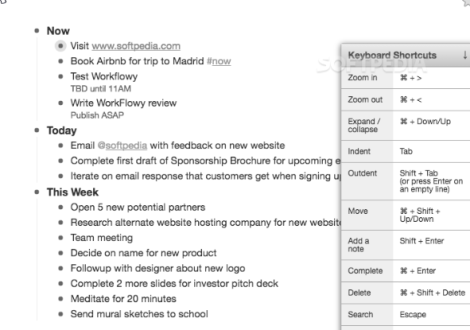 Now
Visit www.softpedia.com
Book Airbnb for trip to Madrid #now
Test Workflowy
TBD until 11AM
Write WorkFlowy review
Publish ASAP
Today
Email @softpedia with feedback on new website
Complete first draft of Sponsorship Brochure for upcoming
Iterate on email response that customers get when signing
This Week
Open 5 new potential partners
Research alternate website hosting company for new
Team meeting
Decide on name for new product
Followup with designer about new logo
Complete 2 more slides for investor pitch deck
Meditate for 20 minutes
Send mural sketches to school
SOFTPEDIA
Keyboard Shortcuts ↓
Zoom in ⌘ + >
Zoom out ⌘ + <
Expand / ⌘ + Down/Up
collapse
Indent Tab
Outdent Shift + Tab
(or press Enter on
an empty line)
Move ⌘ + Shift +
Up/Down
Add a Shift + Enter
note
Complete ⌘ + Enter
Delete ⌘ + Shift + Delete
Search Escape